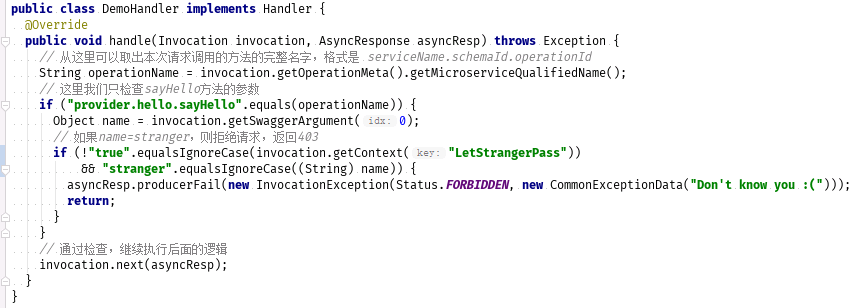 public class DemoHandler implements Handler {
@Override
public void handle(Invocation invocation, AsyncResponse asyncResp) throws Exception {
// 从这里可以取出本次请求调用的方法的完整名字，格式是 serviceName.schemaId.operationId
String operationName = invocation.getOperationMeta().getMicroserviceQualifiedName();
// 这里我们只检查sayHello方法的参数
if ("provider.hello.sayHello".equals(operationName)) {
Object name = invocation.getSwaggerArgument( idx: 0);
// 如果name=stranger，则拒绝请求，返回403
if (!"true".equalsIgnoreCase(invocation.getContext( key: "LetStrangerPass"))
&& "stranger".equalsIgnoreCase((String) name)) {
asyncResp.producerFail(new InvocationException(Status.FORBIDDEN, new CommonExceptionData("Don't know you :(")));
return;
}
}
// 通过检查，继续执行后面的逻辑
invocation.next(asyncResp);
}
}